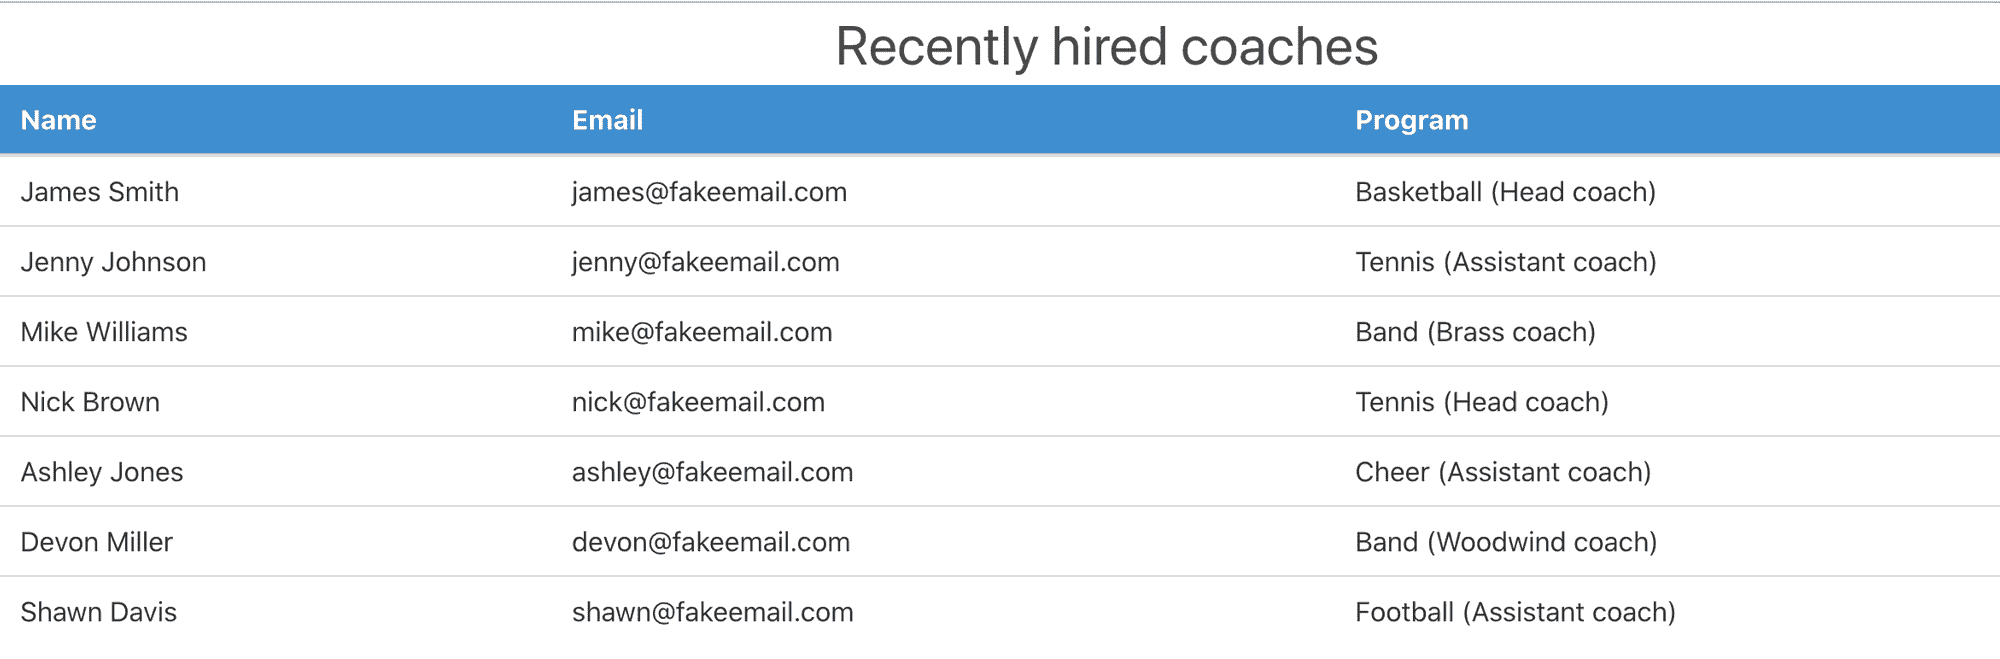 Recently hired coaches
Name Email Program
James Smith james@fakeemail.com Basketball (Head coach)
Jenny Johnson jenny@fakeemail.com Tennis (Assistant coach)
Mike Williams mike@fakeemail.com Band (Brass coach)
Nick Brown nick@fakeemail.com Tennis (Head coach)
Ashley Jones ashley@fakeemail.com Cheer (Assistant coach)
Devon Miller devon@fakeemail.com Band (Woodwind coach)
Shawn Davis shawn@fakeemail.com Football (Assistant coach)